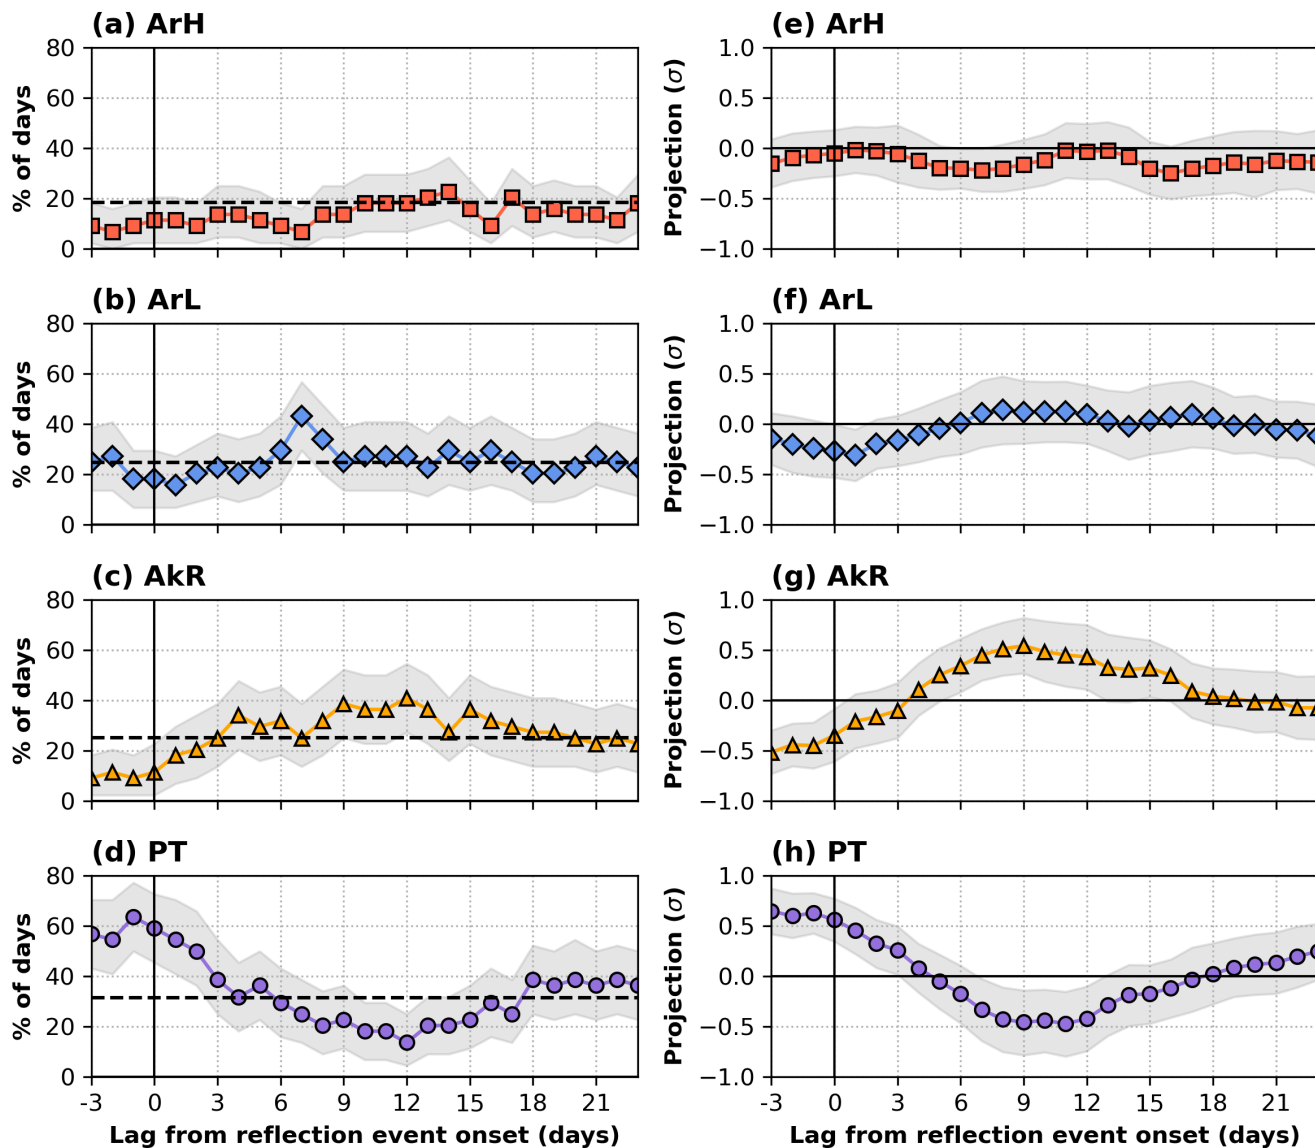 (a) ArH
% of days
80
60
40
20
0
(e) ArH
Projection (σ)
1.0
0.5
0.0
−0.5
−1.0
(b) ArL
% of days
80
60
40
20
0
(f) ArL
Projection (σ)
1.0
0.5
0.0
−0.5
−1.0
(c) AkR
% of days
80
60
40
20
0
(g) AkR
Projection (σ)
1.0
0.5
0.0
−0.5
−1.0
(d) PT
% of days
80
60
40
20
0
-3 0 3 6 9 12 15 18 21
Lag from reflection event onset (days)
(h) PT
Projection (σ)
1.0
0.5
0.0
−0.5
−1.0
-3 0 3 6 9 12 15 18 21
Lag from reflection event onset (days)